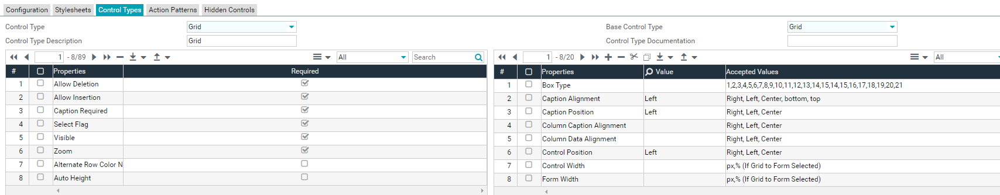 Configuration Stylesheets Control Types Action Patterns Hidden Controls
Control Type Grid Base Control Type Grid
Control Type Description Grid Control Type Documentation
1 - 8/89 All Search
# Properties Required
1 Allow Deletion
2 Allow Insertion
3 Caption Required
4 Select Flag
5 Visible
6 Zoom
7 Alternate Row Color N
8 Auto Height
1 - 8/20 All
# Properties Value Accepted Values
1 Box Type 1,2,3,4,5,6,7,8,9,10,11,12,13,14,15,14,15,16,17,18,19,20,21
2 Caption Alignment Left Right, Left, Center, bottom, top
3 Caption Position Left Right, Left, Center
4 Column Caption Alignment Right, Left, Center
5 Column Data Alignment Right, Left, Center
6 Control Position Left Right, Left, Center
7 Control Width px,% (If Grid to Form Selected)
8 Form Width px,% (If Grid to Form Selected)